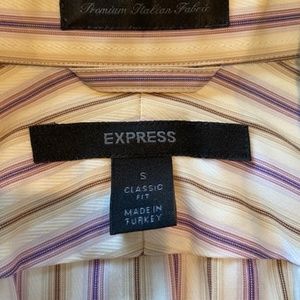 Premium Italian Fabric
EXPRESS
S
CLASSIC
FIT
MADE IN
TURKEY